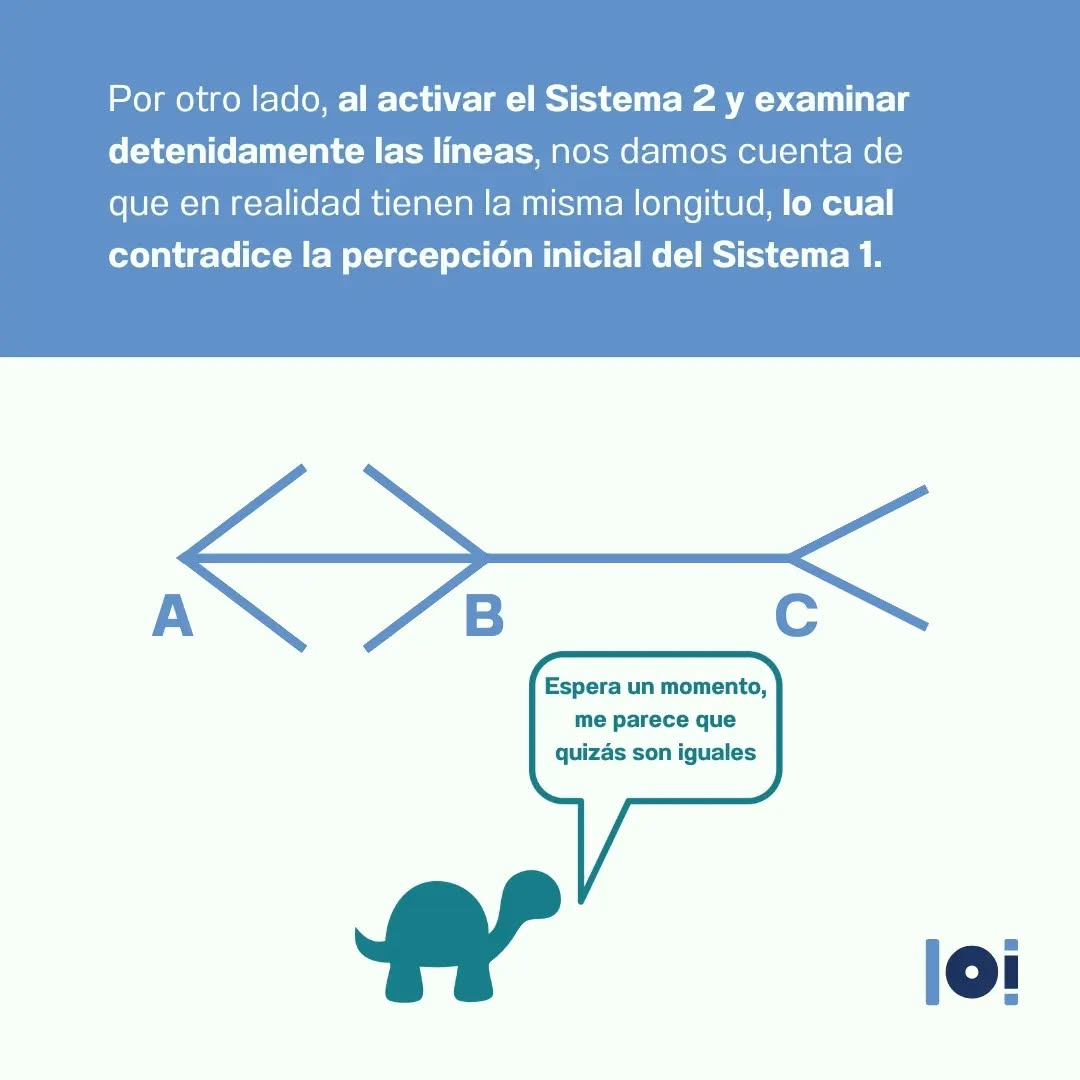 Por otro lado, al activar el Sistema 2 y examinar
detenidamente las líneas, nos damos cuenta de
que en realidad tienen la misma longitud, lo cual
contradice la percepción inicial del Sistema 1.
A B C
Espera un momento,
me parece que
quizás son iguales
loi